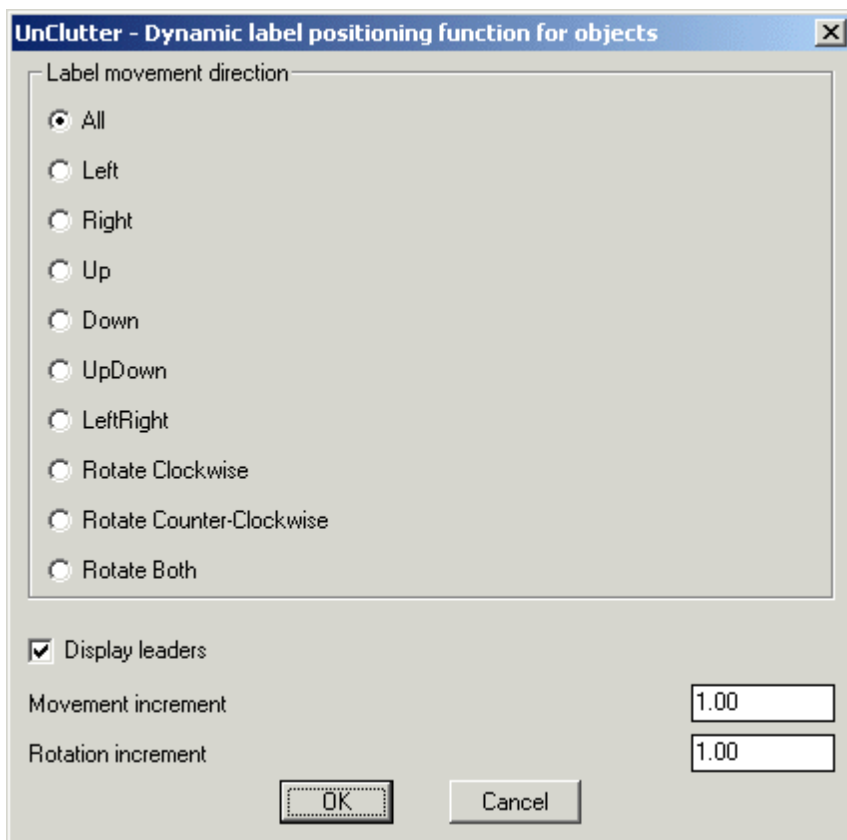 UnClutter - Dynamic label positioning function for objects
Label movement direction
All
Left
Right
Up
Down
UpDown
LeftRight
Rotate Clockwise
Rotate Counter-Clockwise
Rotate Both
Display leaders
Movement increment 1.00
Rotation increment 1.00
OK Cancel